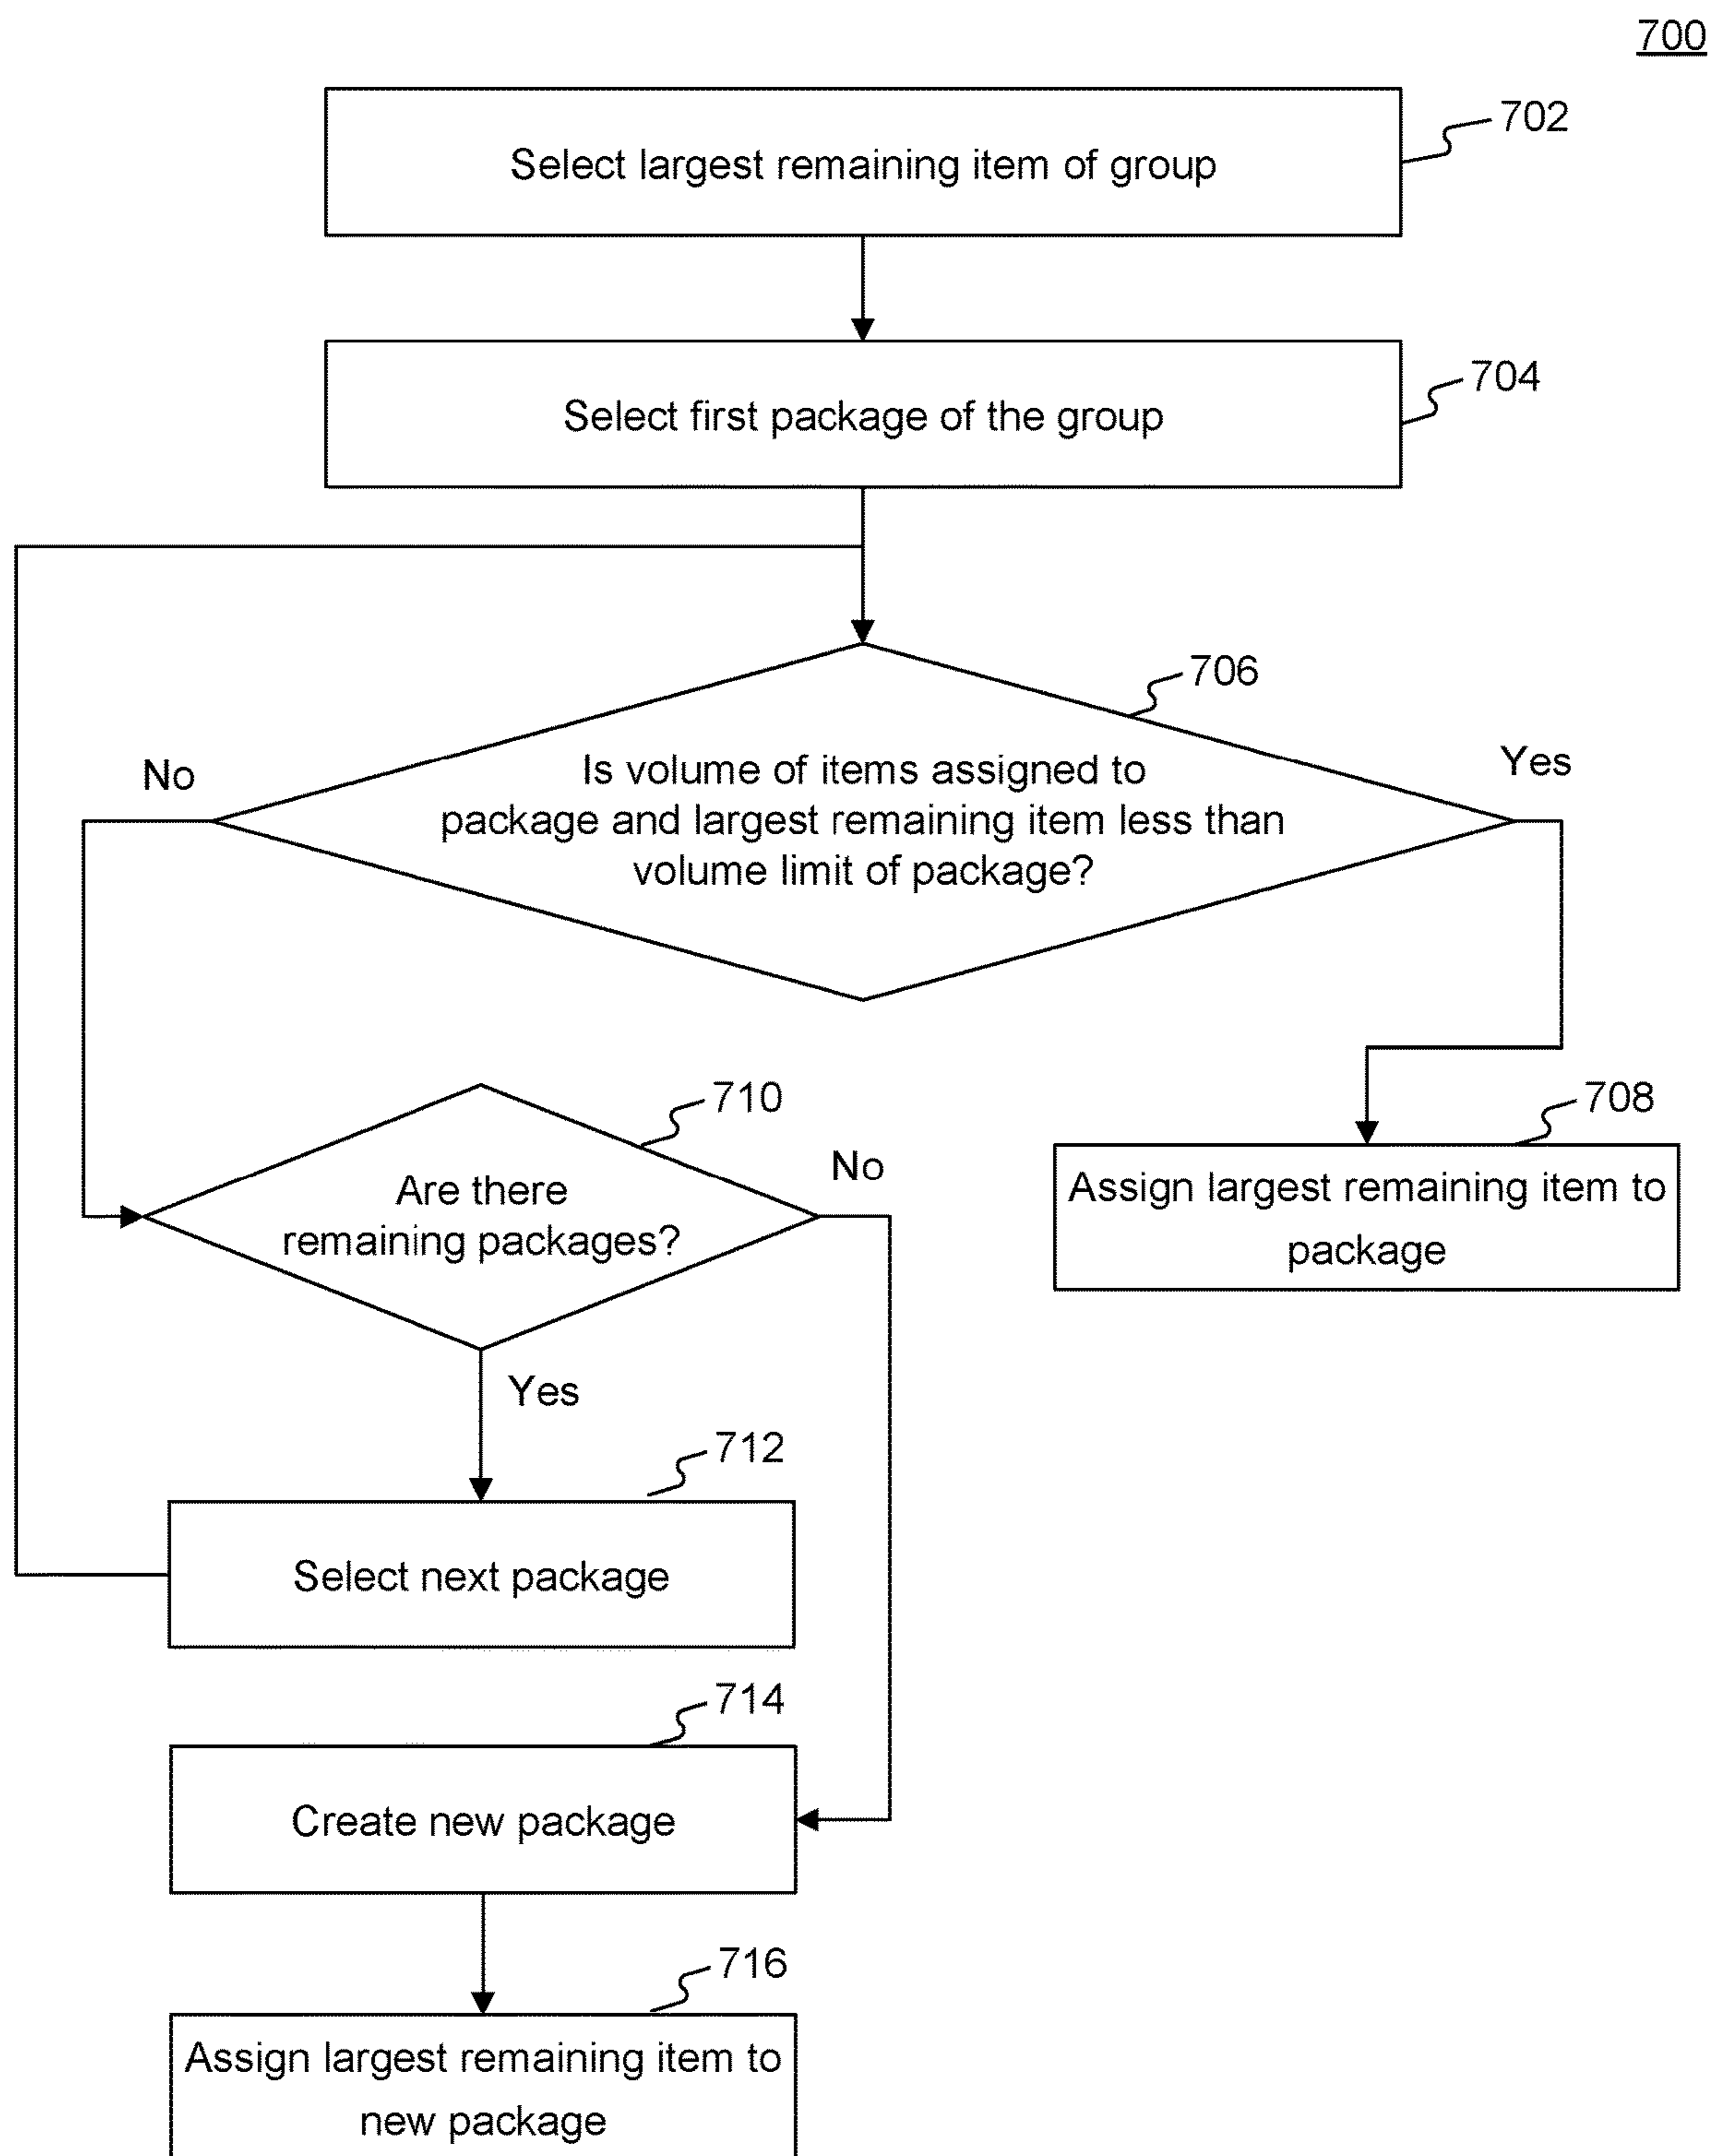 700
702
Select largest remaining item of group
704
Select first package of the group
706
No
Yes
Is volume of items assigned to
package and largest remaining item less than
volume limit of package?
710
708
No
Are there
remaining packages?
Assign largest remaining item to
package
Yes
712
Select next package
714
Create new package
716
Assign largest remaining item to
new package